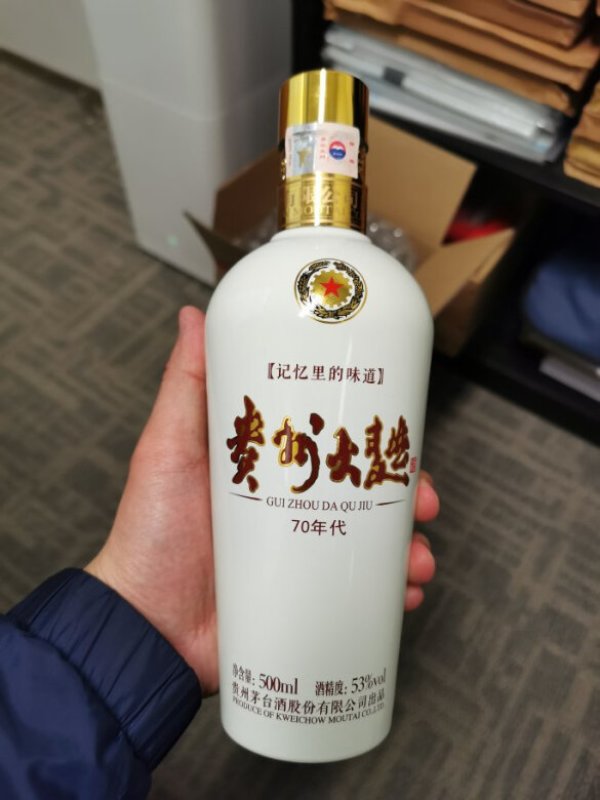 【记忆里的味道】
贵州大麯
GUI ZHOU DA QU JIU
70年代
净含量: 500ml 酒精度: 53%vol
贵州茅台酒股份有限公司出品
PRODUCE OF KWEICHOW MOUTAI CO.,LTD.